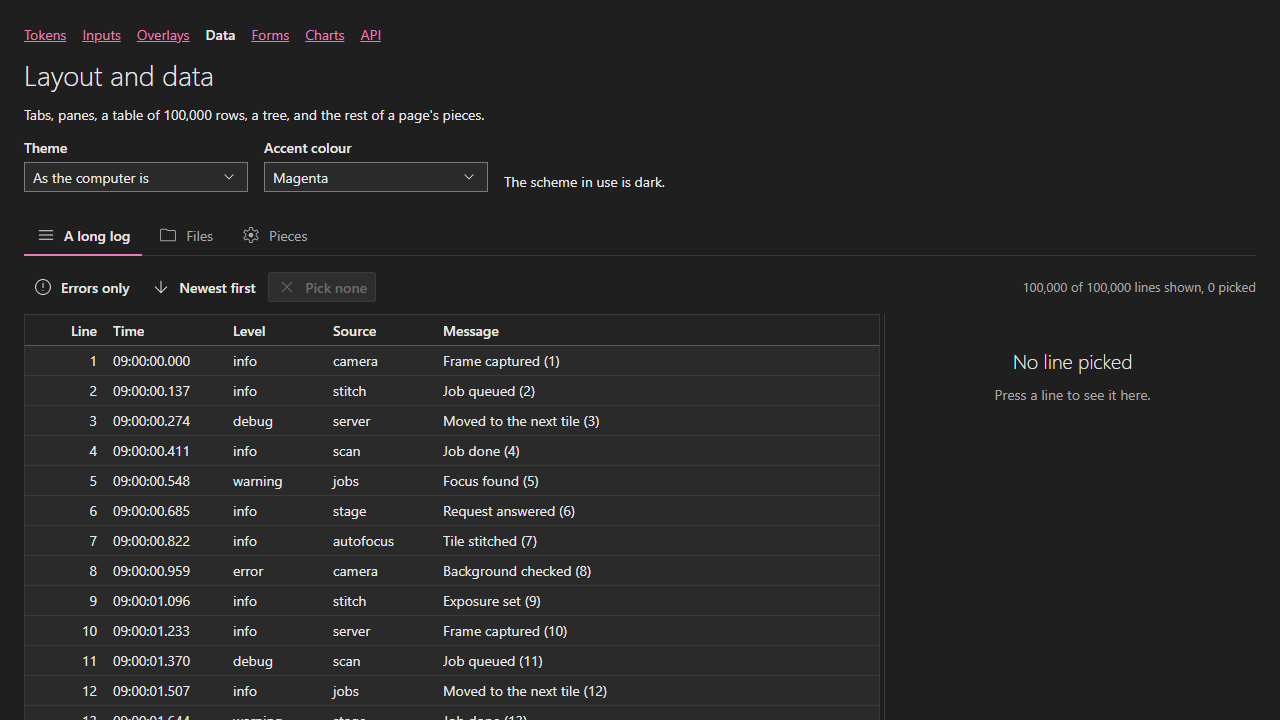 Tokens Inputs Overlays Data Forms Charts API
Layout and data
Tabs, panes, a table of 100,000 rows, a tree, and the rest of a page's pieces.
Theme Accent colour
As the computer is Magenta The scheme in use is dark.
A long log Files Pieces
Errors only Newest first Pick none 100,000 of 100,000 lines shown, 0 picked
Line Time Level Source Message
1 09:00:00.000 info camera Frame captured (1)
2 09:00:00.137 info stitch Job queued (2)
3 09:00:00.274 debug server Moved to the next tile (3)
4 09:00:00.411 info scan Job done (4)
5 09:00:00.548 warning jobs Focus found (5)
6 09:00:00.685 info stage Request answered (6)
7 09:00:00.822 info autofocus Tile stitched (7)
8 09:00:00.959 error camera Background checked (8)
9 09:00:01.096 info stitch Exposure set (9)
10 09:00:01.233 info server Frame captured (10)
11 09:00:01.370 debug scan Job queued (11)
12 09:00:01.507 info jobs Moved to the next tile (12)
13 09:00:01.644 warning stage Job done (13)
No line picked
Press a line to see it here.